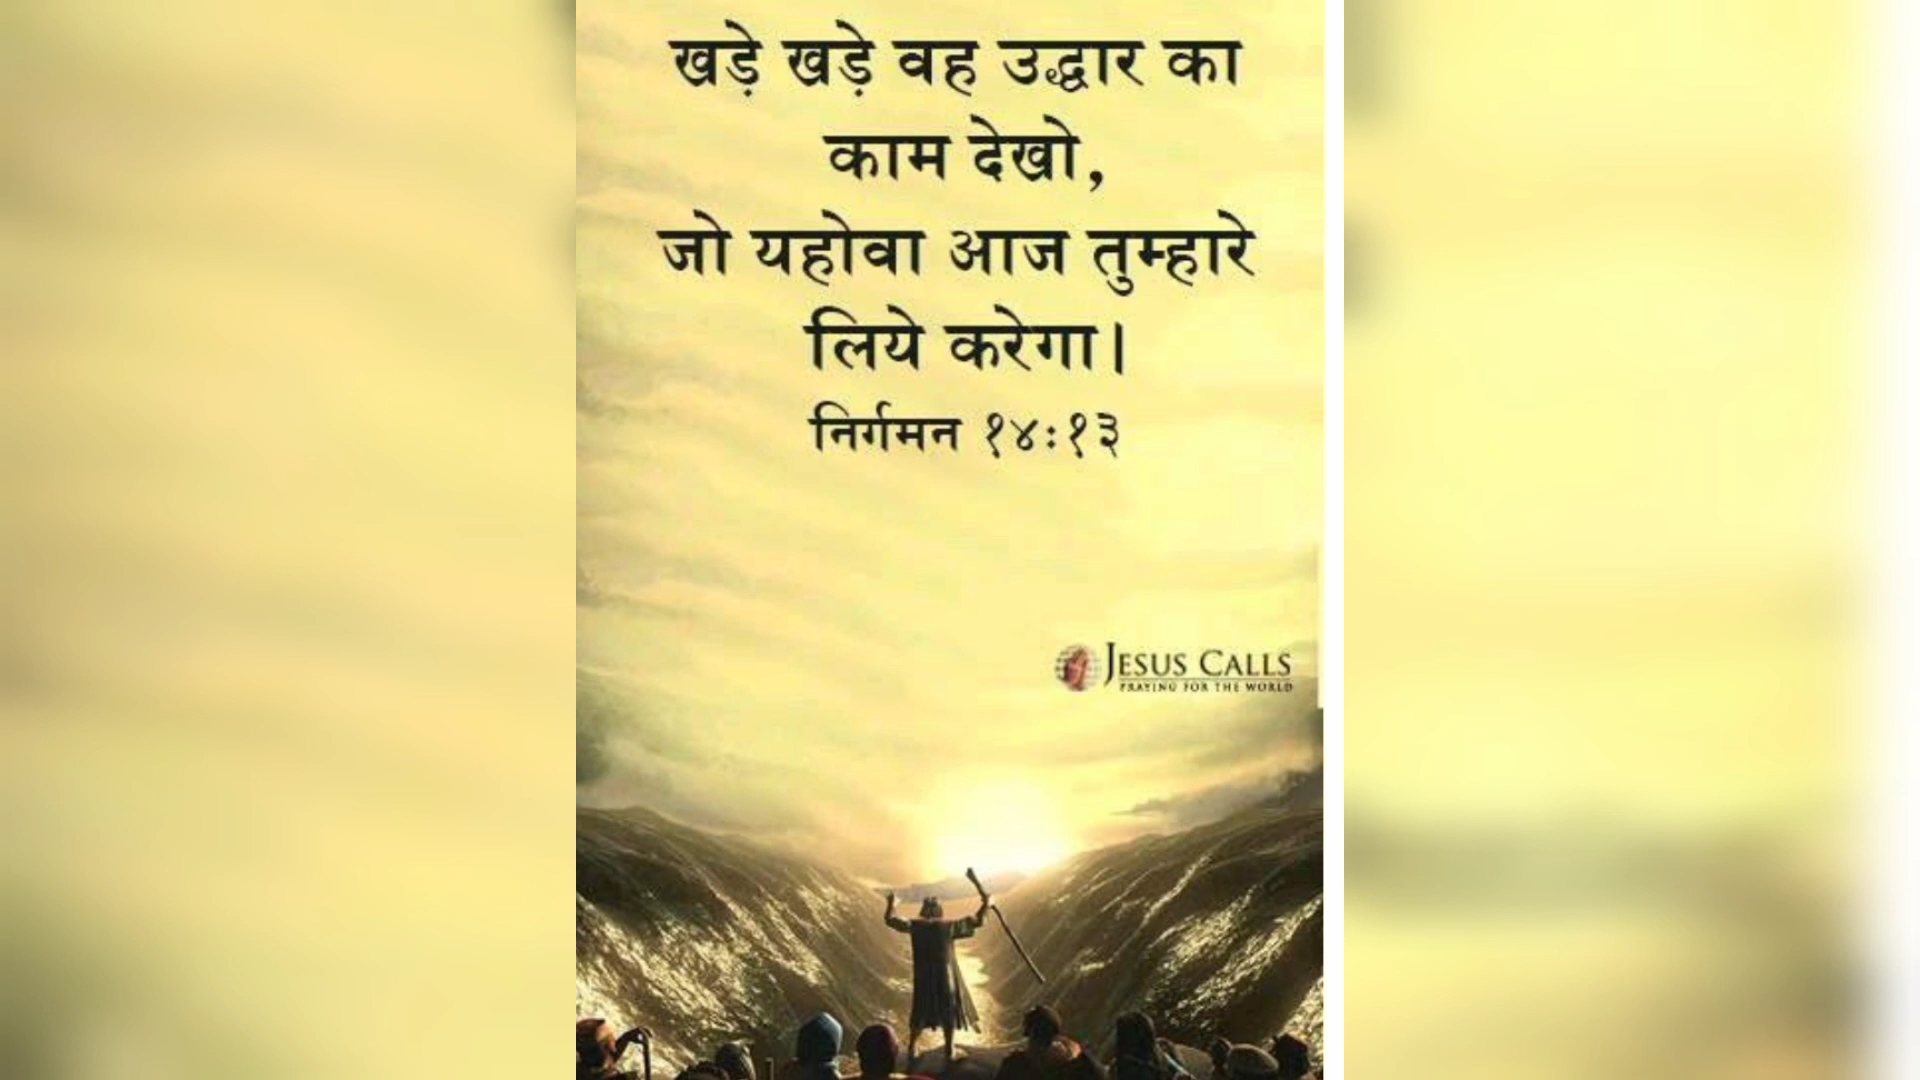 खड़े खड़े वह उद्धार का
काम देखो,
जो यहोवा आज तुम्हारे
लिये करेगा।
निर्गमन १४:१३
JESUS CALLS
PRAYING FOR THE WORLD